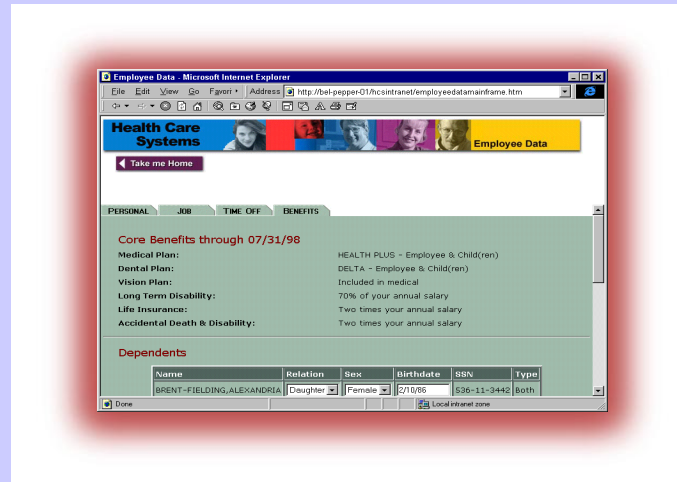 Employee Data - Microsoft Internet Explorer
File Edit View Go Favori Address http://bel-pepper-01/hcsintranet/employeedatamainframe.htm
Health Care
Systems
Employee Data
Take me Home
PERSONAL JOB TIME OFF BENEFITS
Core Benefits through 07/31/98
Medical Plan: HEALTH PLUS - Employee & Child(ren)
Dental Plan: DELTA - Employee & Child(ren)
Vision Plan: Included in medical
Long Term Disability: 70% of your annual salary
Life Insurance: Two times your annual salary
Accidental Death & Disability: Two times your annual salary
Dependents
Name Relation Sex Birthdate SSN Type
BRENT-FIELDING,ALEXANDRIA Daughter Female 2/10/86 536-11-3442 Both
Done Local intranet zone